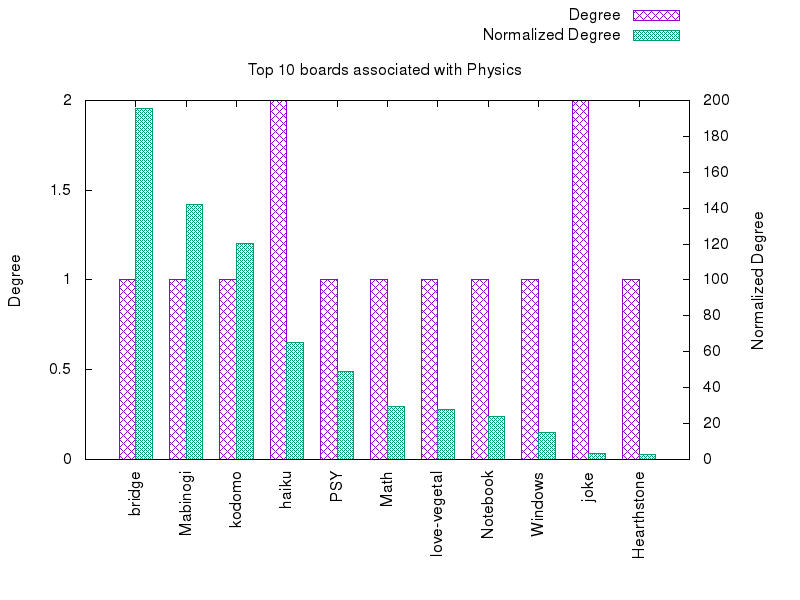 Degree
Normalized Degree
Top 10 boards associated with Physics
2
1.5
1
0.5
0
Degree
200
180
160
140
120
100
80
60
40
20
0
Normalized Degree
bridge
Mabinogi
kodomo
haiku
PSY
Math
love-vegetal
Notebook
Windows
joke
Hearthstone